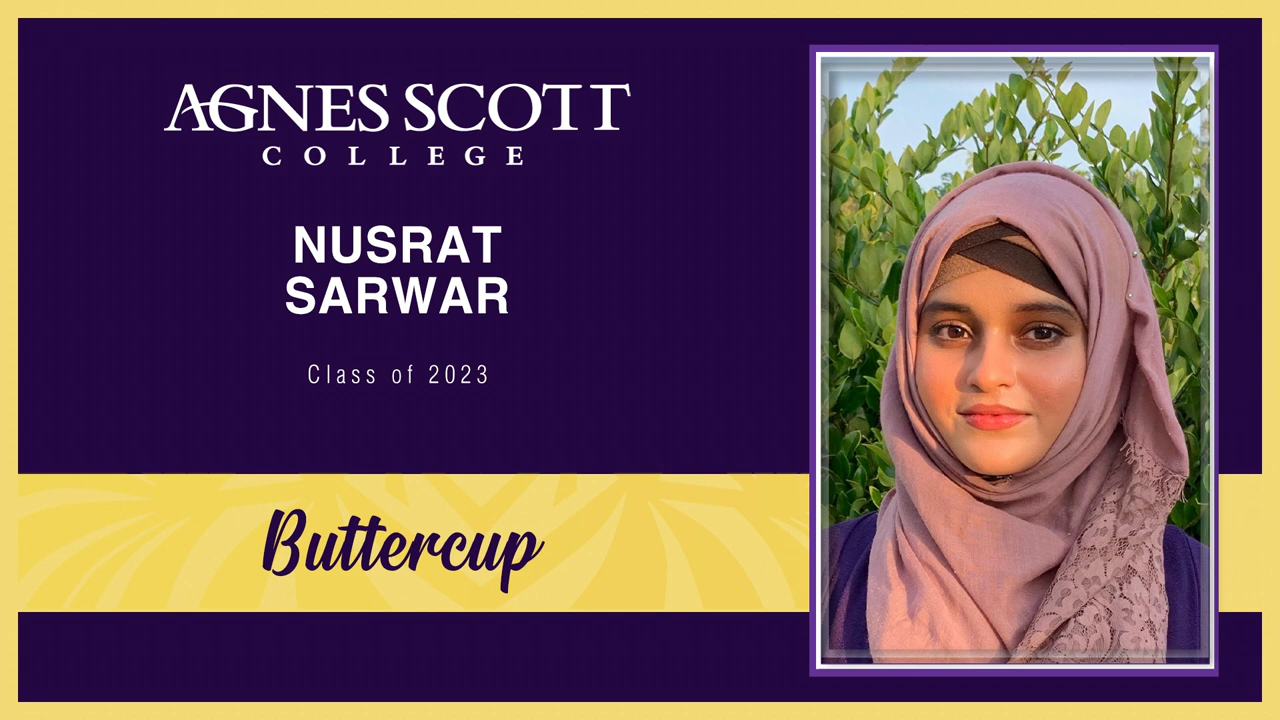 AGNES SCOTT
COLLEGE
NUSRAT
SARWAR
Class of 2023
Buttercup